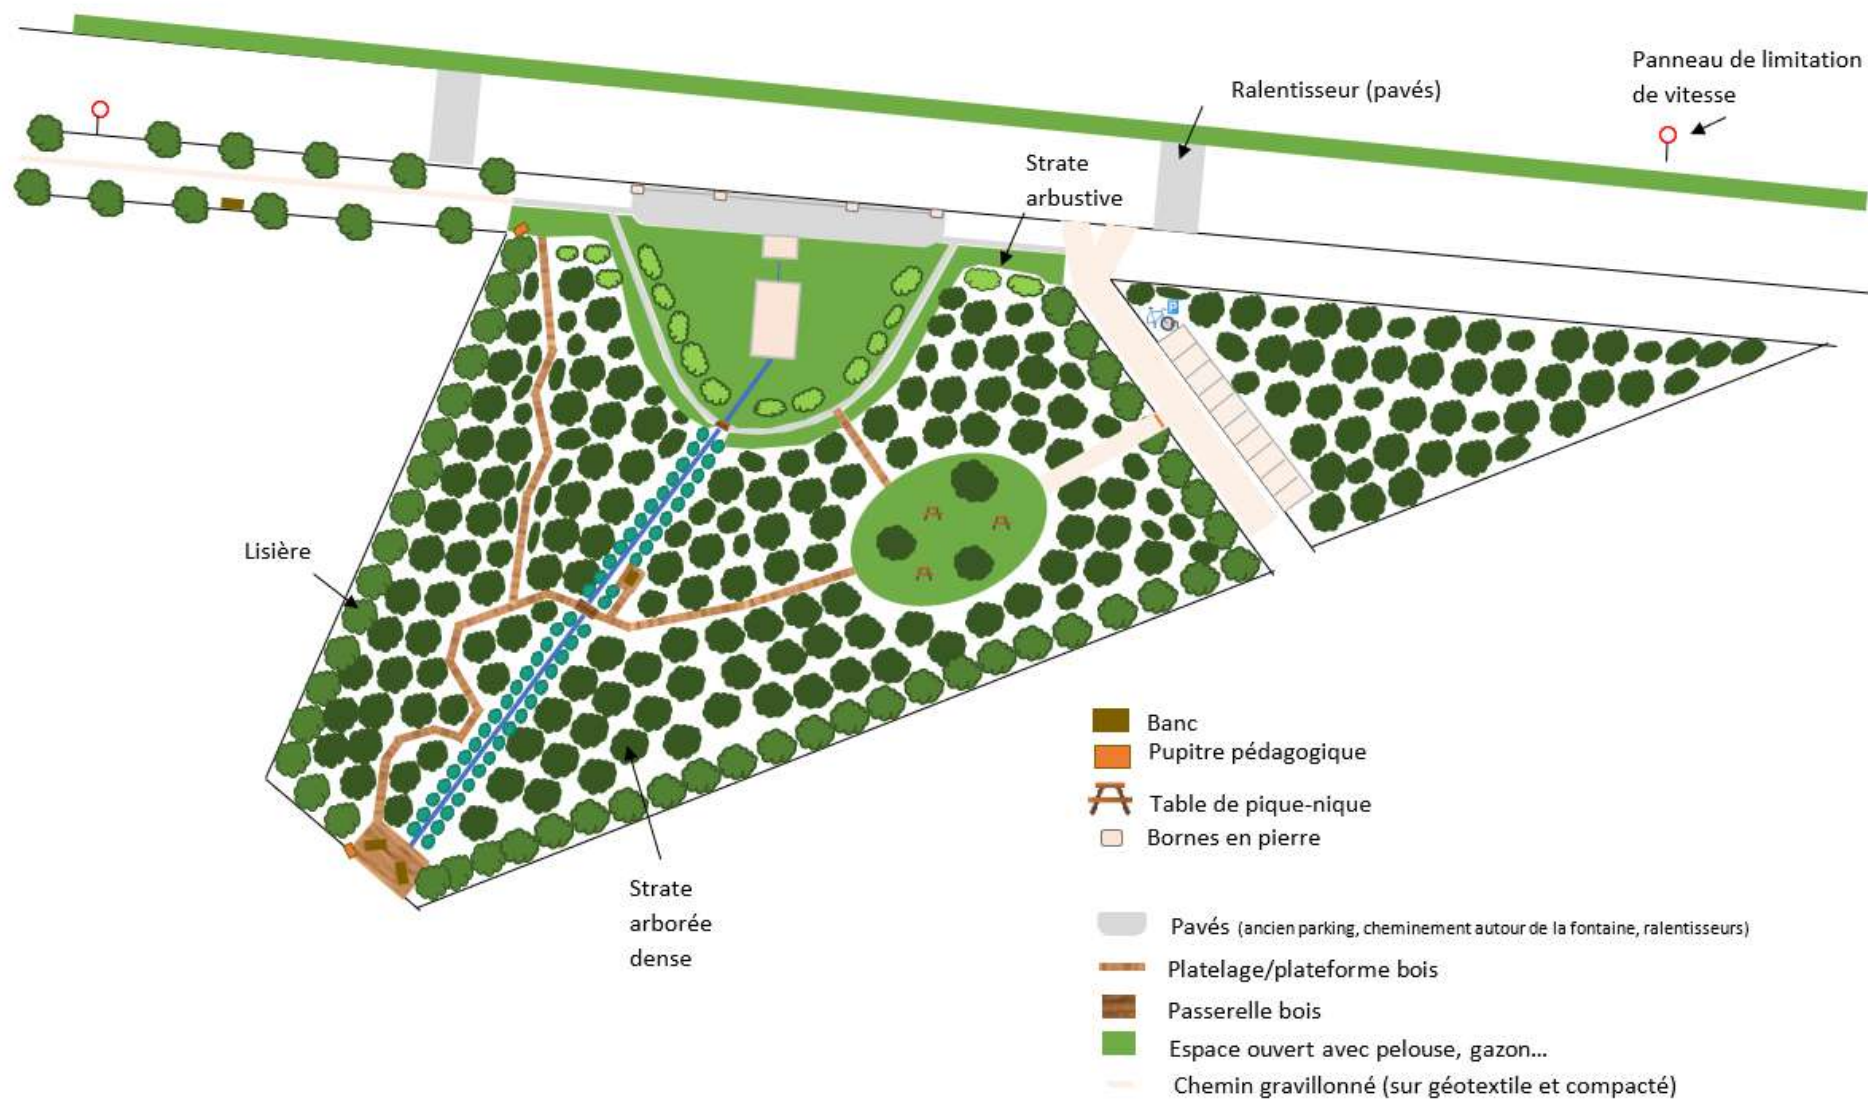 Panneau de limitation
de vitesse
Ralentisseur (pavés)
Strate
arbustive
P
Lisière
Strate
arborée
dense
Banc
Pupitre pédagogique
Table de pique-nique
Bornes en pierre
Pavés (ancien parking, cheminement autour de la fontaine, ralentisseurs)
Platelage/plateforme bois
Passerelle bois
Espace ouvert avec pelouse, gazon...
Chemin gravillonné (sur géotextile et compacté)